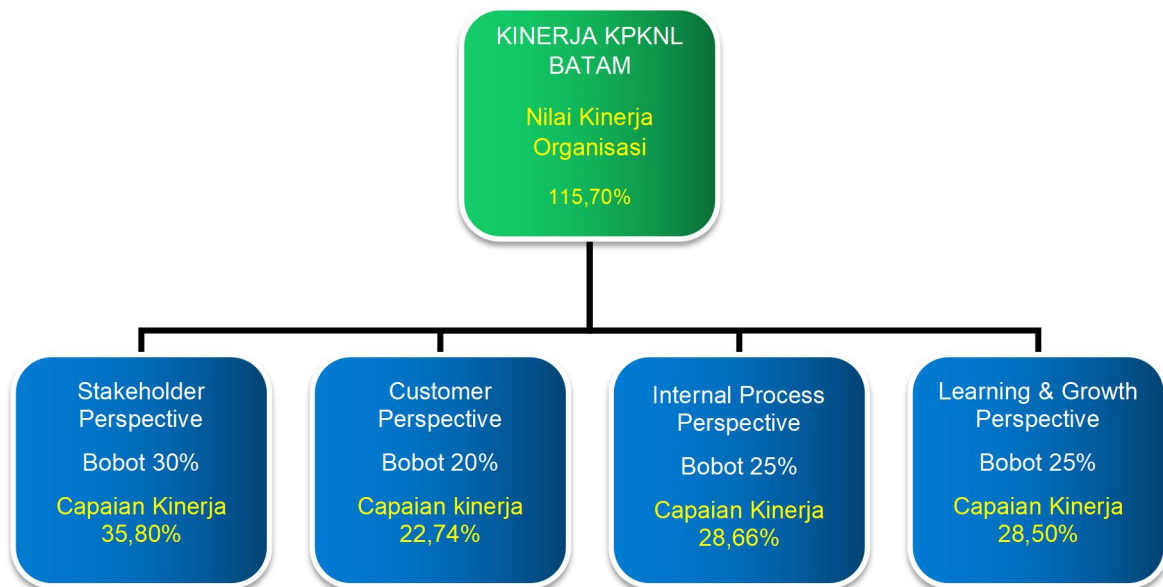 KINERJA KPKNL
BATAM
Nilai Kinerja
Organisasi
115,70%
Stakeholder
Perspective
Bobot 30%
Capaian Kinerja
35,80%
Customer
Perspective
Bobot 20%
Capaian kinerja
22,74%
Internal Process
Perspective
Bobot 25%
Capaian Kinerja
28,66%
Learning & Growth
Perspective
Bobot 25%
Capaian Kinerja
28,50%